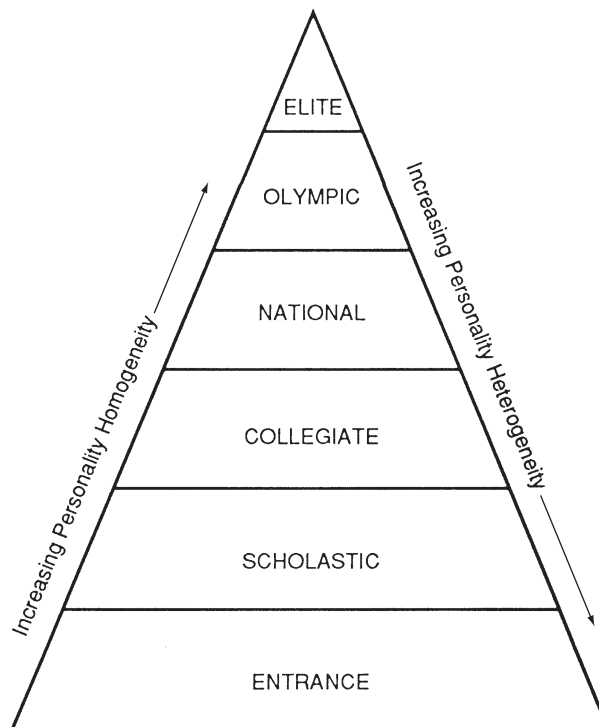 ELITE
OLYMPIC
NATIONAL
COLLEGIATE
SCHOLASTIC
ENTRANCE
Increasing Personality Homogeneity
Increasing Personality Heterogeneity